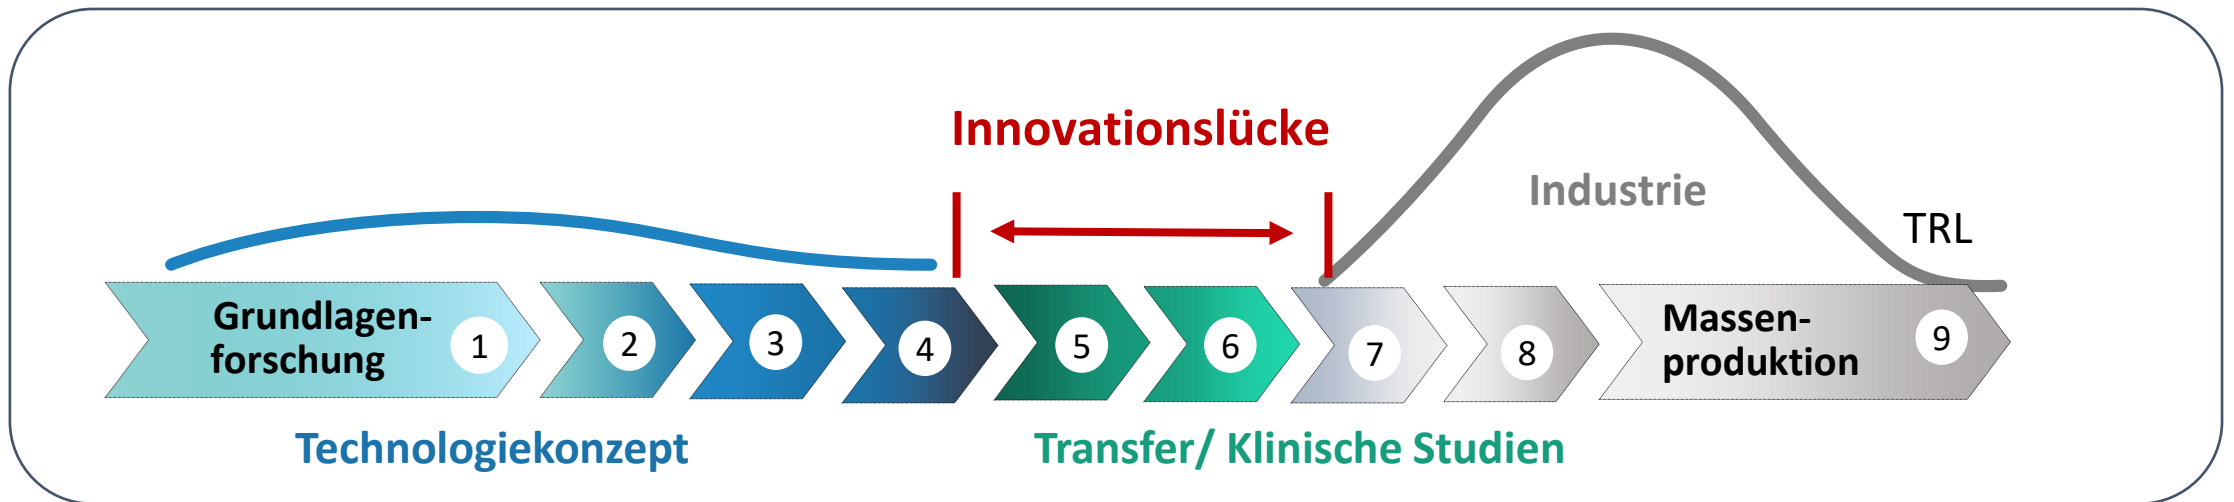 Innovationslücke
Industrie
TRL
Grundlagen-
forschung
1
2
3
4
5
6
7
8
Massen-
produktion
9
Technologiekonzept
Transfer/ Klinische Studien